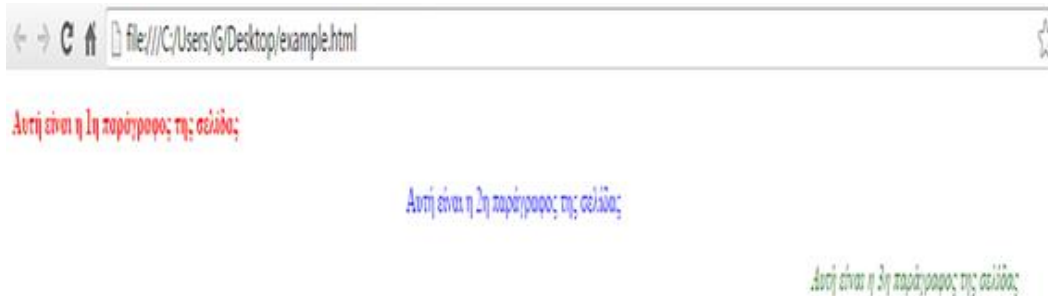 file:///C:/Users/G/Desktop/example.html
Αυτή είναι η 1η παράγραφος της σελίδας
Αυτή είναι η 2η παράγραφος της σελίδας
Αυτή είναι η 3η παράγραφος της σελίδας